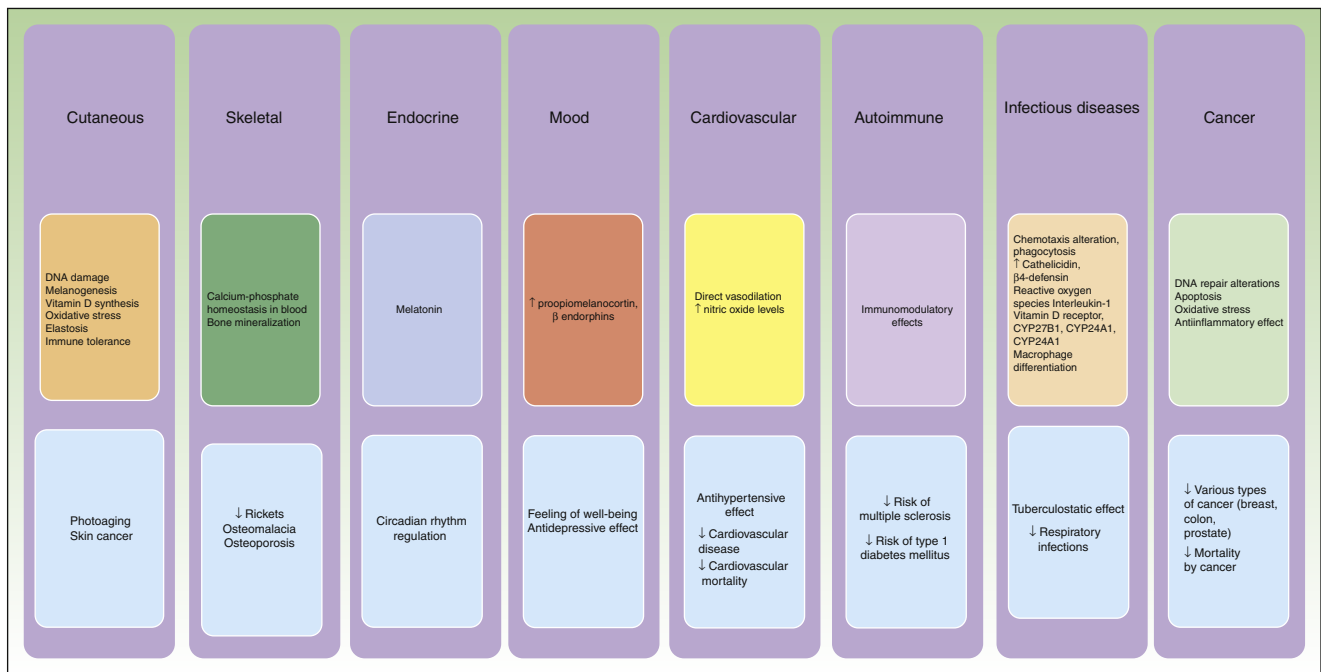 Cutaneous
DNA damage
Melanogenesis
Vitamin D synthesis
Oxidative stress
Elastosis
Immune tolerance
Photoaging
Skin cancer
Skeletal
Calcium-phosphate
homeostasis in blood
Bone mineralization
↓ Rickets
Osteomalacia
Osteoporosis
Endocrine
Melatonin
Circadian rhythm
regulation
Mood
↑ proopiomelanocortin,
β endorphins
Feeling of well-being
Antidepressive effect
Cardiovascular
Direct vasodilation
↑ nitric oxide levels
Antihypertensive
effect
↓ Cardiovascular
disease
↓ Cardiovascular
mortality
Autoimmune
Immunomodulatory
effects
↓ Risk of
multiple sclerosis
↓ Risk of type 1
diabetes mellitus
Infectious diseases
Chemotaxis alteration,
phagocytosis
↑ Cathelicidin,
β4-defensin
Reactive oxygen
species Interleukin-1
Vitamin D receptor,
CYP27B1, CYP24A1,
CYP24A1
Macrophage
differentiation
Tuberculostatic effect
↓ Respiratory
infections
Cancer
DNA repair alterations
Apoptosis
Oxidative stress
Antiinflammatory effect
↓ Various types
of cancer (breast,
colon,
prostate)
↓ Mortality
by cancer